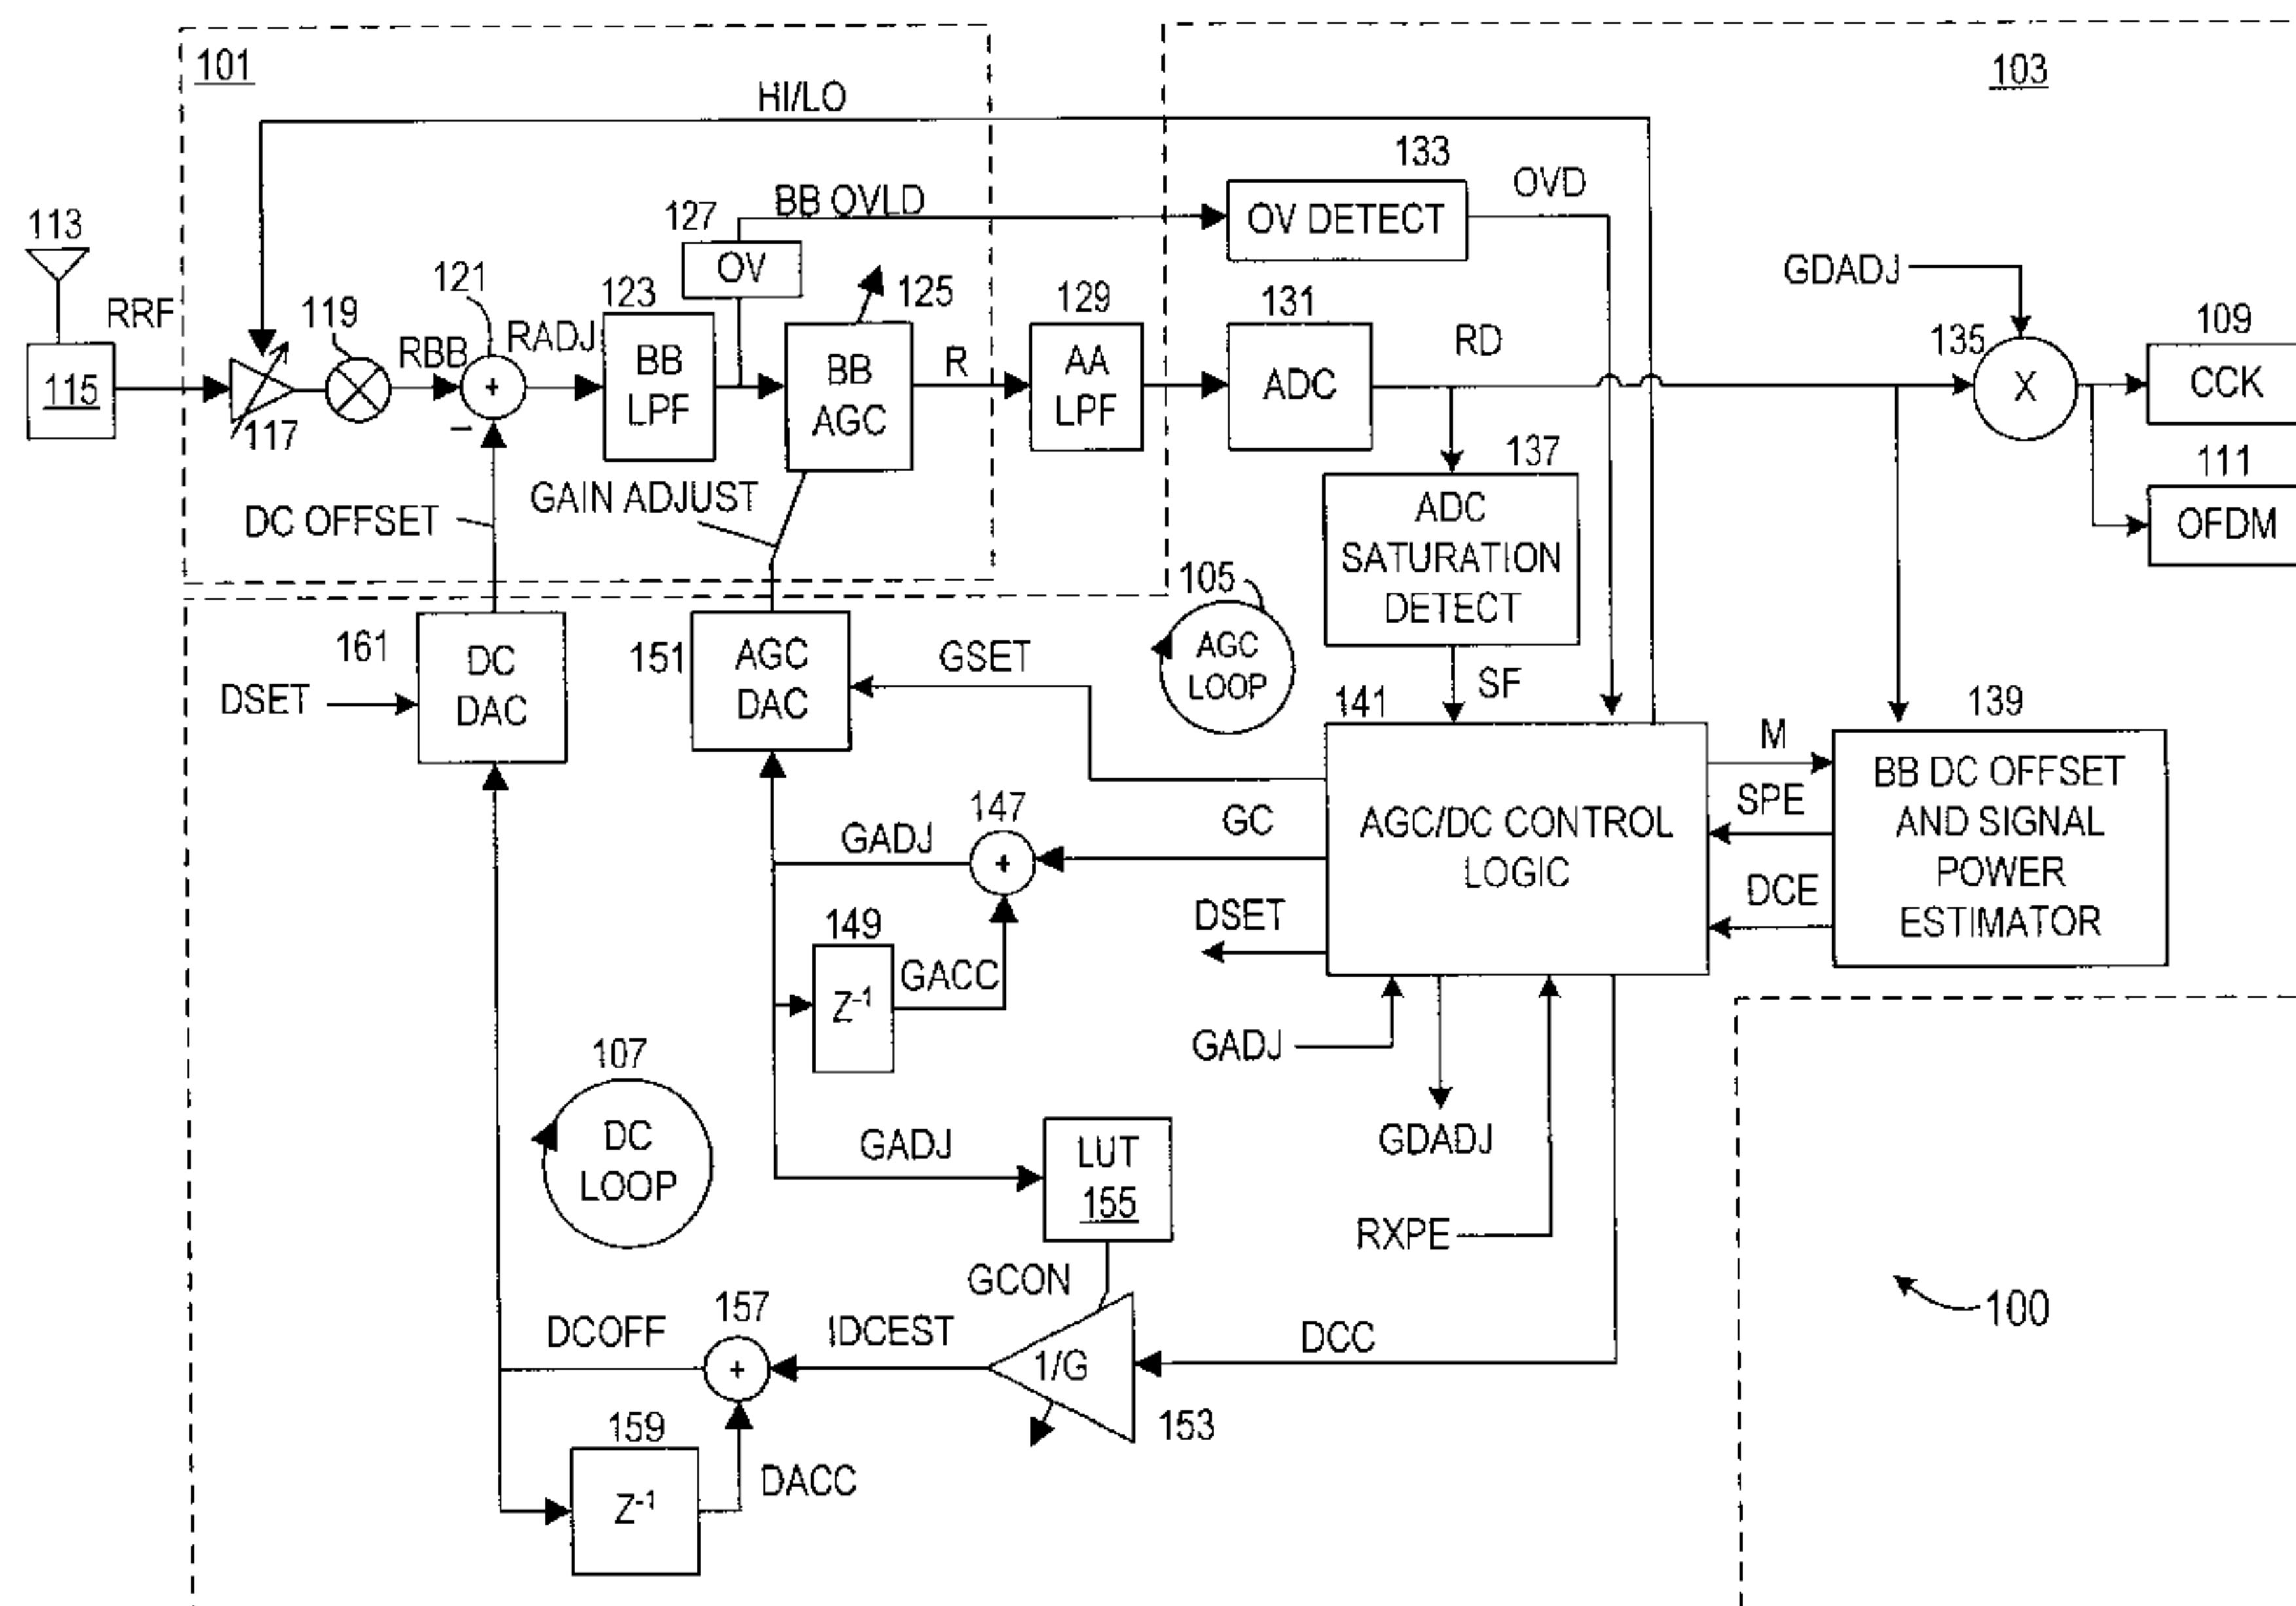 101
103
HI/LO
133
OVD
BB OVLD
127
OV
OV DETECT
113
RRF
115
117
119
RBB
121
RADJ
123
BB
LPF
125
BB
AGC
R
129
AA
LPF
131
ADC
RD
GDADJ
135
X
109
CCK
111
OFDM
+
−
DC OFFSET
GAIN ADJUST
137
ADC
SATURATION
DETECT
SF
105
AGC
LOOP
161
DC
DAC
DSET
151
AGC
DAC
GSET
141
AGC/DC CONTROL
LOGIC
M
SPE
DCE
139
BB DC OFFSET
AND SIGNAL
POWER
ESTIMATOR
147
+
GADJ
GC
DSET
149
Z-1
GACC
GADJ
GDADJ
RXPE
107
DC
LOOP
GADJ
LUT
155
GCON
1/G
153
DCC
IDCEST
157
+
DCOFF
159
Z-1
DACC
100